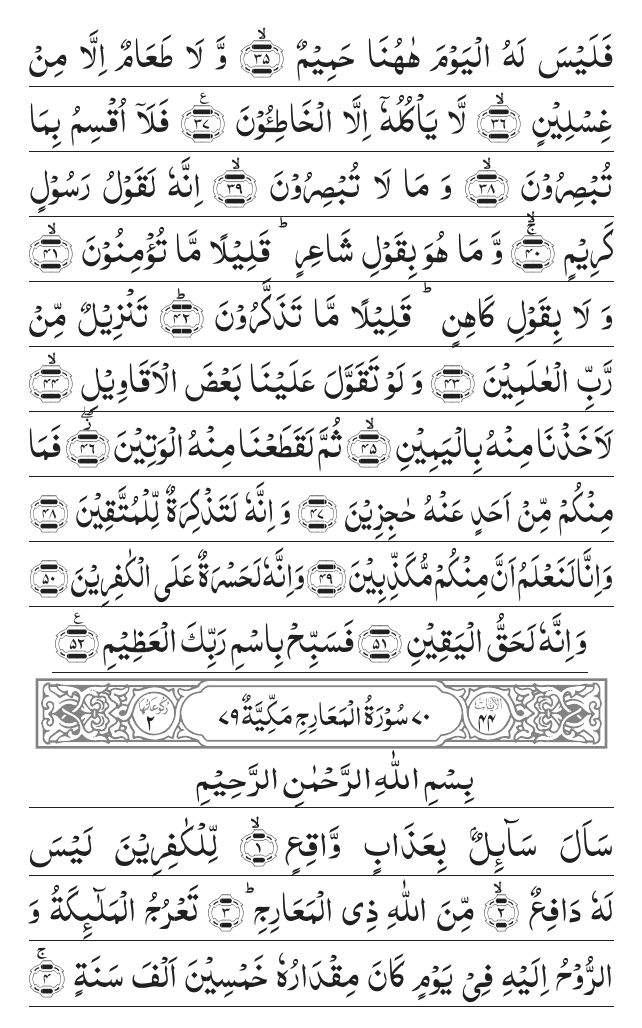 فَلَيۡسَ لَهُ الۡيَوۡمَ هٰهُنَا حَمِيۡمٌ ۙ‏﴿۳۵﴾ وَّ لَا طَعَامٌ اِلَّا مِنۡ
غِسۡلِيۡنٍ ۙ‏﴿۳۶﴾ لَّا يَاۡكُلُهٗۤ اِلَّا الۡخَاطِئُوۡنَ‏ ﴿۳۷﴾ ع فَلَاۤ اُقۡسِمُ بِمَا
تُبۡصِرُوۡنَ ۙ‏﴿۳۸﴾ وَ مَا لَا تُبۡصِرُوۡنَ ۙ‏﴿۳۹﴾ اِنَّهٗ لَقَوۡلُ رَسُوۡلٍ
كَرِيۡمٍ ۚۙ‏﴿۴۰﴾ وَّ مَا هُوَ بِقَوۡلِ شَاعِرٍ‌ ؕ قَلِيۡلًا مَّا تُؤۡمِنُوۡنَۙ‏﴿۴۱﴾
وَ لَا بِقَوۡلِ كَاهِنٍ‌ ؕ قَلِيۡلًا مَّا تَذَكَّرُوۡنَؕ‏﴿۴۲﴾ تَنۡزِيۡلٌ مِّنۡ
رَّبِّ الۡعٰلَمِيۡنَ‏ ﴿۴۳﴾ وَ لَوۡ تَقَوَّلَ عَلَيۡنَا بَعۡضَ الۡاَقَاوِيۡلِۙ‏﴿۴۴﴾
لَاَخَذۡنَا مِنۡهُ بِالۡيَمِيۡنِۙ‏﴿۴۵﴾ ثُمَّ لَقَطَعۡنَا مِنۡهُ الۡوَتِيۡنَ ۖ‏﴿۴۶﴾ فَمَا
مِنۡكُمۡ مِّنۡ اَحَدٍ عَنۡهُ حٰجِزِيۡنَ‏ ﴿۴۷﴾ وَ اِنَّهٗ لَتَذۡكِرَةٌ لِّلۡمُتَّقِيۡنَ‏ ﴿۴۸﴾
وَ اِنَّا لَنَعۡلَمُ اَنَّ مِنۡكُمۡ مُّكَذِّبِيۡنَ‏ ﴿۴۹﴾ وَ اِنَّهٗ لَحَسۡرَةٌ عَلَى الۡكٰفِرِيۡنَ‏ ﴿۵۰﴾
وَ اِنَّهٗ لَحَقُّ الۡيَقِيۡنِ‏ ﴿۵۱﴾ فَسَبِّحۡ بِاسۡمِ رَبِّكَ الۡعَظِيۡمِ‏ ﴿۵۲﴾ ع
الآیات ۴۴ ۷۰ سُوۡرَةُ الۡمَعَارِجِ مَكِّيَّةٌ ۷۹ رکوعاتها ۲
بِسۡمِ اللّٰهِ الرَّحۡمٰنِ الرَّحِيۡمِ
سَاَلَ سَآئِلٌۢ بِعَذَابٍ وَّاقِعٍۙ‏﴿۱﴾ لِّلۡكٰفِرِيۡنَ لَيۡسَ
لَهٗ دَافِعٌ ۙ‏﴿۲﴾ مِّنَ اللّٰهِ ذِى الۡمَعَارِجِؕ‏ ﴿۳﴾ تَعۡرُجُ الۡمَلٰٓئِكَةُ وَ
الرُّوۡحُ اِلَيۡهِ فِىۡ يَوۡمٍ كَانَ مِقۡدَارُهٗ خَمۡسِيۡنَ اَلۡفَ سَنَةٍ‌ۚ‏ ﴿۴﴾